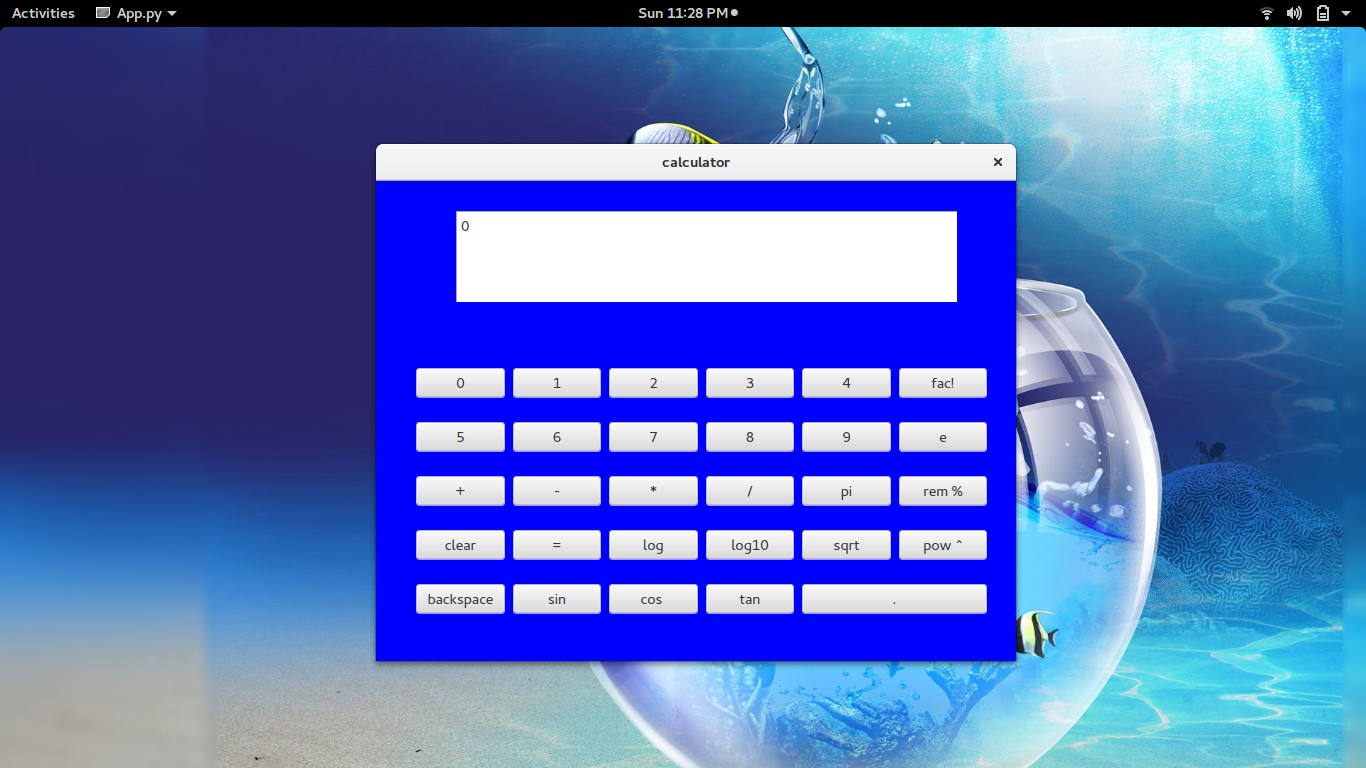 Activities App.py Sun 11:28 PM
calculator ×
0
0 1 2 3 4 fac!
5 6 7 8 9 e
+ - * / pi rem %
clear = log log10 sqrt pow ^
backspace sin cos tan .